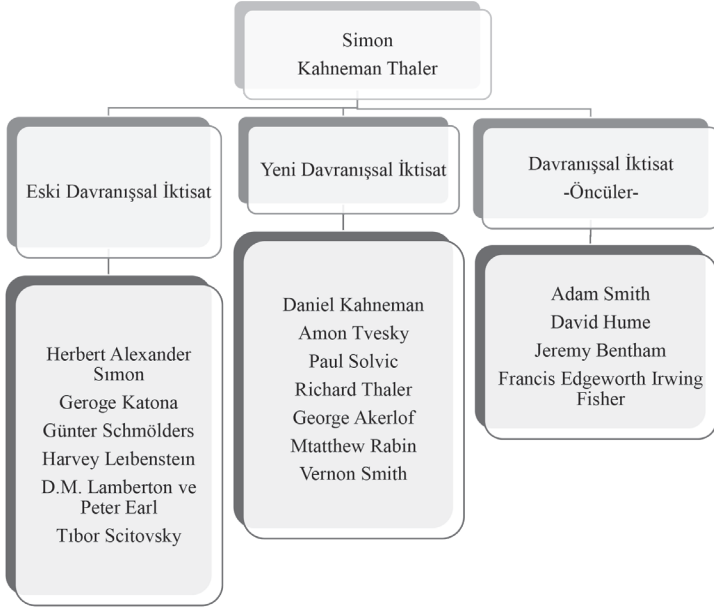 Simon
Kahneman Thaler
Eski Davranışsal İktisat
Yeni Davranışsal İktisat
Davranışsal İktisat
-Öncüler-
Herbert Alexander
Sımon
Geroge Katona
Günter Schmölders
Harvey Leıbensteın
D.M. Lamberton ve
Peter Earl
Tıbor Scitovsky
Daniel Kahneman
Amon Tvesky
Paul Solvic
Richard Thaler
George Akerlof
Mtatthew Rabin
Vernon Smith
Adam Smith
David Hume
Jeremy Bentham
Francis Edgeworth Irwing
Fisher